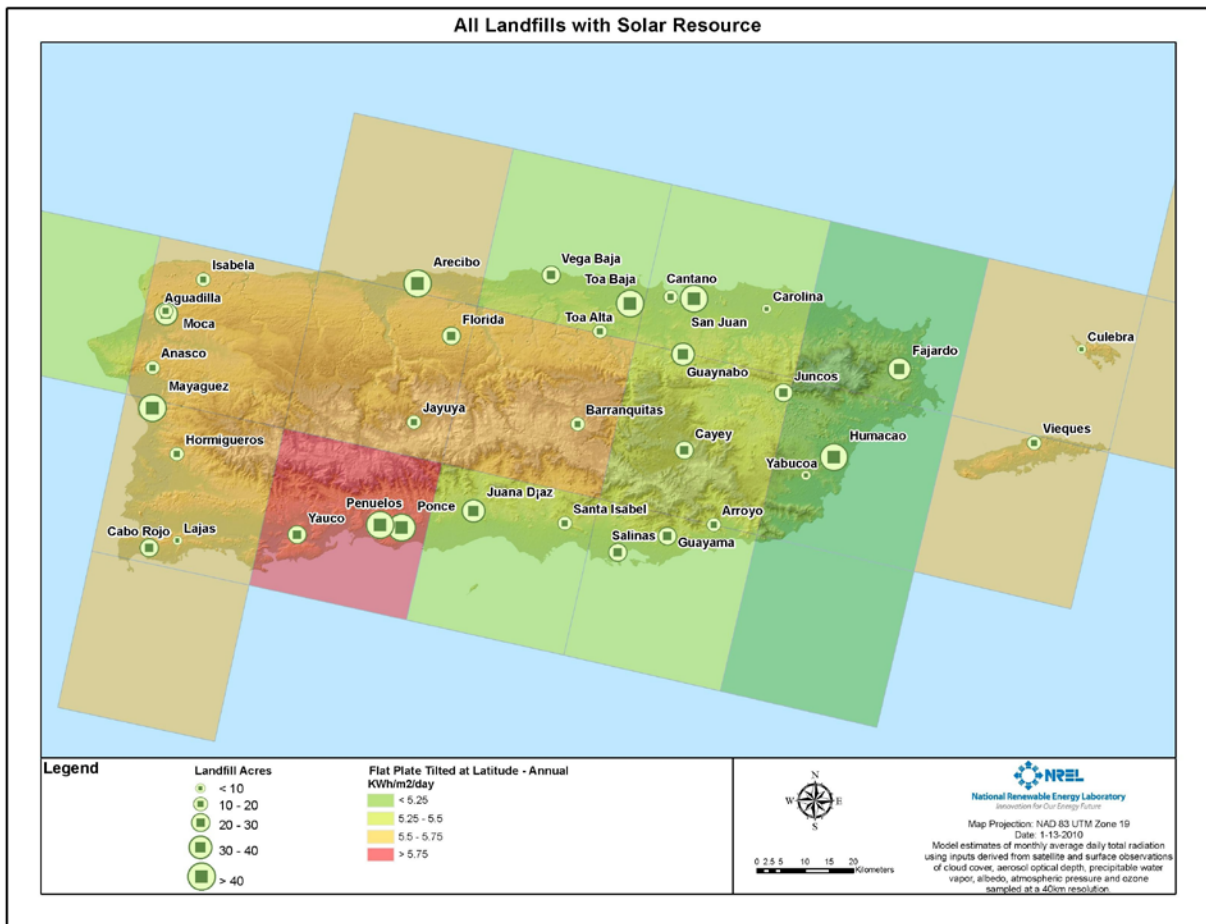 All Landfills with Solar Resource
Isabela
Arecibo
Vega Baja
Toa Baja
Cantano
Carolina
Aguadilla
Moca
Florida
Toa Alta
San Juan
Culebra
Anasco
Guaynabo
Fajardo
Mayaguez
Juncos
Jayuya
Barranquitas
Hormigueros
Cayey
Humacao
Vieques
Yabucoa
Juana D¡az
Penuelos
Ponce
Santa Isabel
Arroyo
Cabo Rojo
Lajas
Yauco
Salinas
Guayama
Legend
Landfill Acres
< 10
10 - 20
20 - 30
30 - 40
> 40
Flat Plate Tilted at Latitude - Annual
KWh/m2/day
< 5.25
5.25 - 5.5
5.5 - 5.75
> 5.75
N
W E
S
0 2.5 5 10 15 20
Kilometers
NREL
National Renewable Energy Laboratory
Innovation for Our Energy Future
Map Projection: NAD 83 UTM Zone 19
Date: 1-13-2010
Model estimates of monthly average daily total radiation
using inputs derived from satellite and surface observations
of cloud cover, aerosol optical depth, precipitable water
vapor, albedo, atmospheric pressure and ozone
sampled at a 40km resolution.